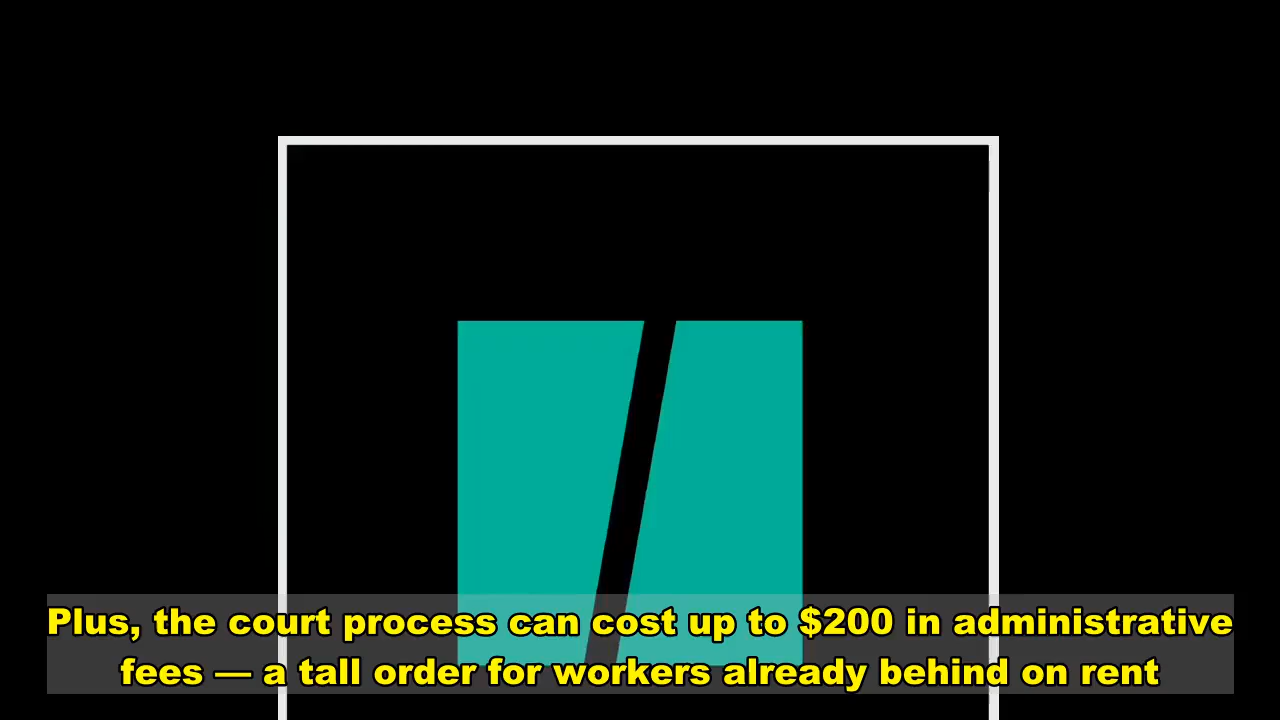 Plus, the court process can cost up to $200 in administrative
fees — a tall order for workers already behind on rent